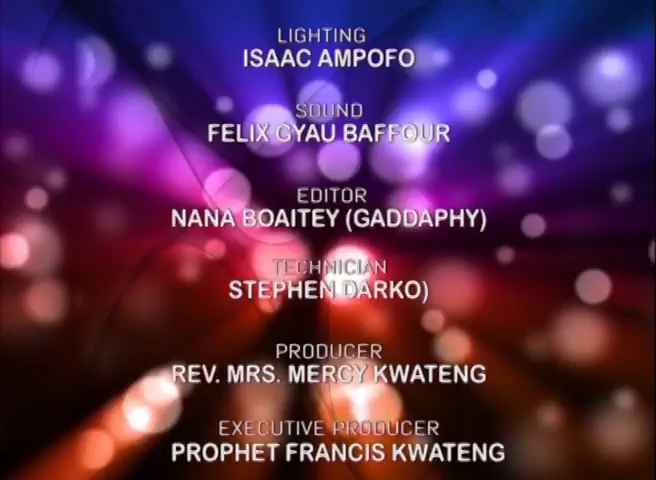 LIGHTING
ISAAC AMPOFO
SOUND
FELIX GYAU BAFFOUR
EDITOR
NANA BOAITEY (GADDAPHY)
TECHNICIAN
STEPHEN DARKO)
PRODUCER
REV. MRS. MERCY KWATENG
EXECUTIVE PRODUCER
PROPHET FRANCIS KWATENG